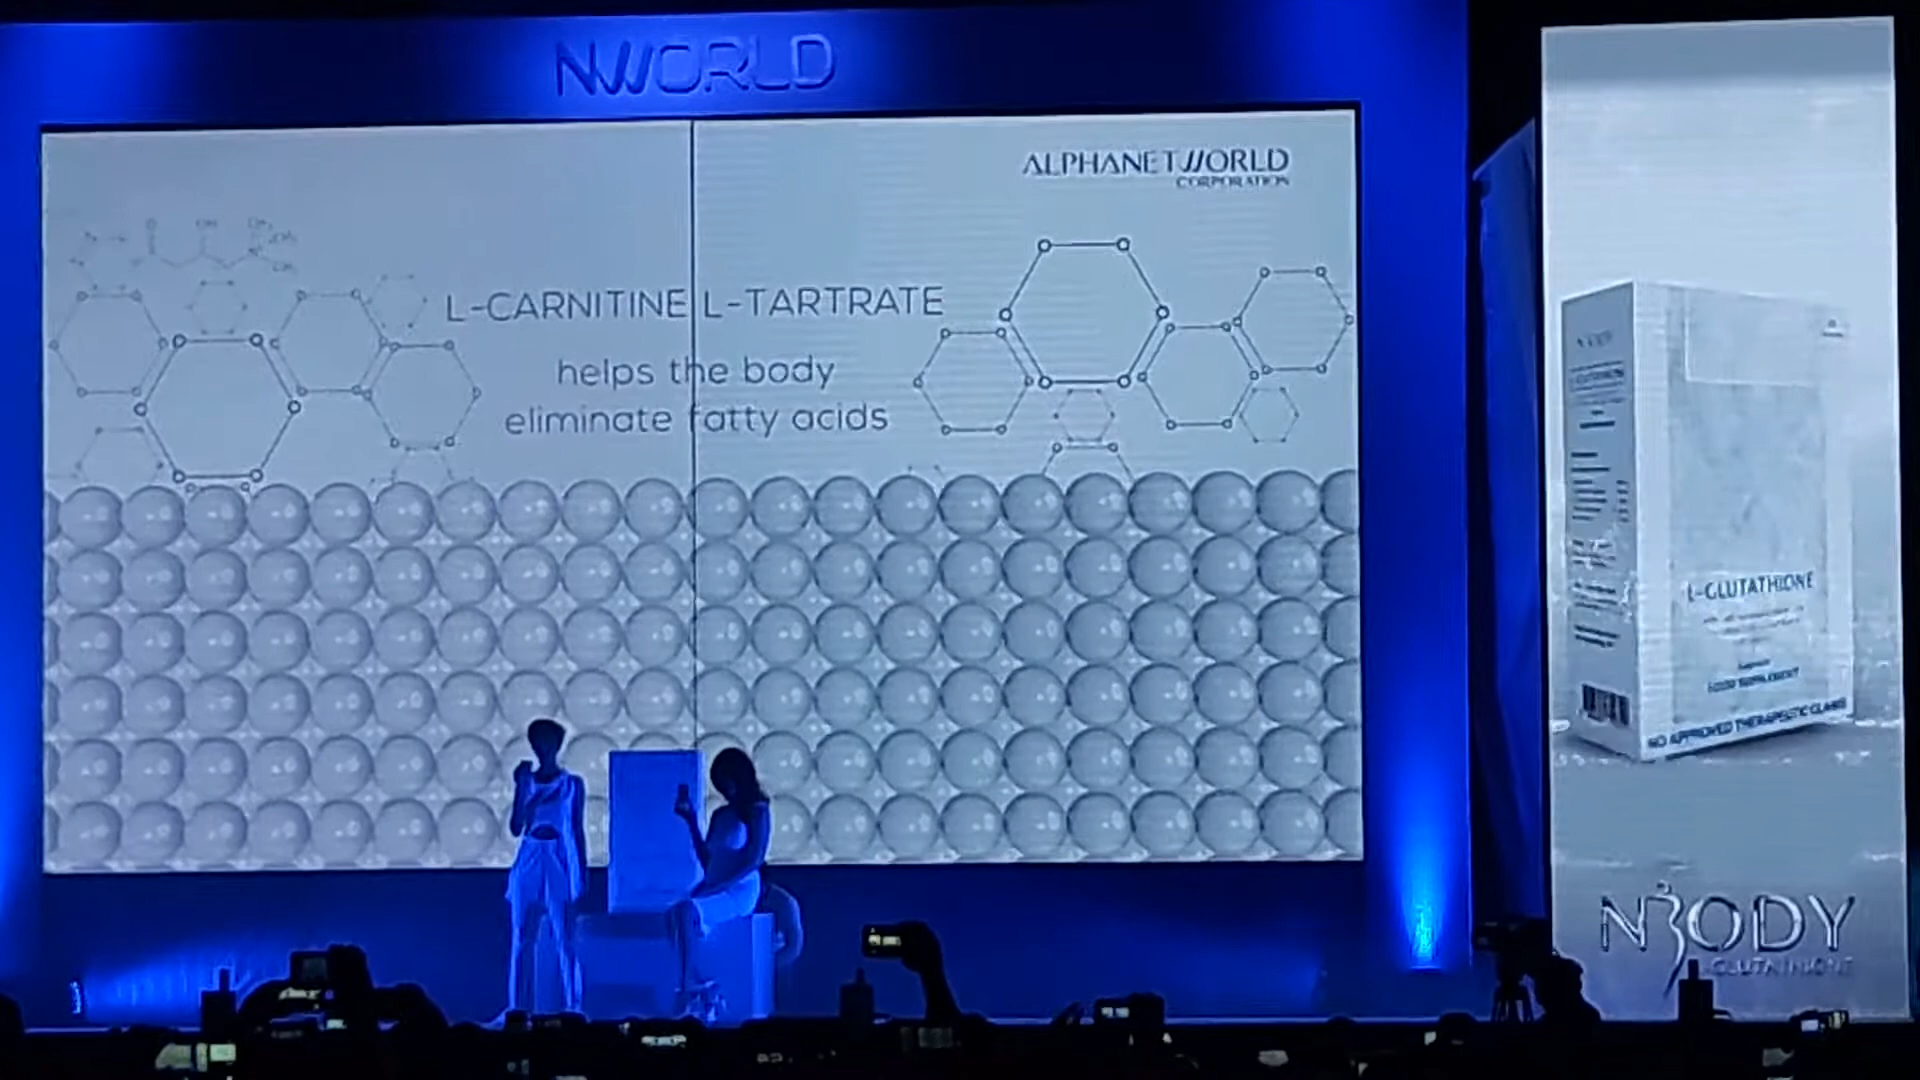 NWORLD
ALPHANETWORLD
CORPORATION
L-CARNITINE L-TARTRATE
helps the body
eliminate fatty acids
L-GLUTATHIONE
FOOD SUPPLEMENT
NO APPROVED THERAPEUTIC CLAIMS
NBODY
L-GLUTATHIONE